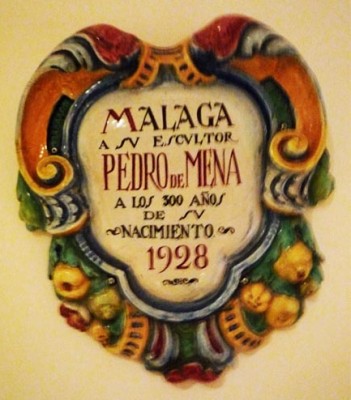 MALAGA
A SV ESCVLTOR
PEDRO DE MENA
A LOS 300 AÑOS
DE SV
NACIMIENTO
1928